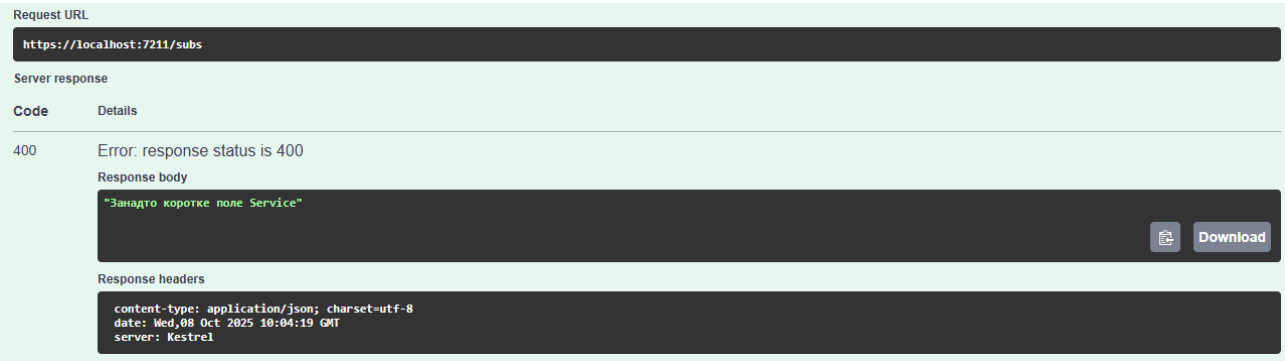 Request URL
https://localhost:7211/subs
Server response
Code Details
400 Error: response status is 400
Response body
"Занадто коротке поле Service"
Download
Response headers
content-type: application/json; charset=utf-8
date: Wed,08 Oct 2025 10:04:19 GMT
server: Kestrel